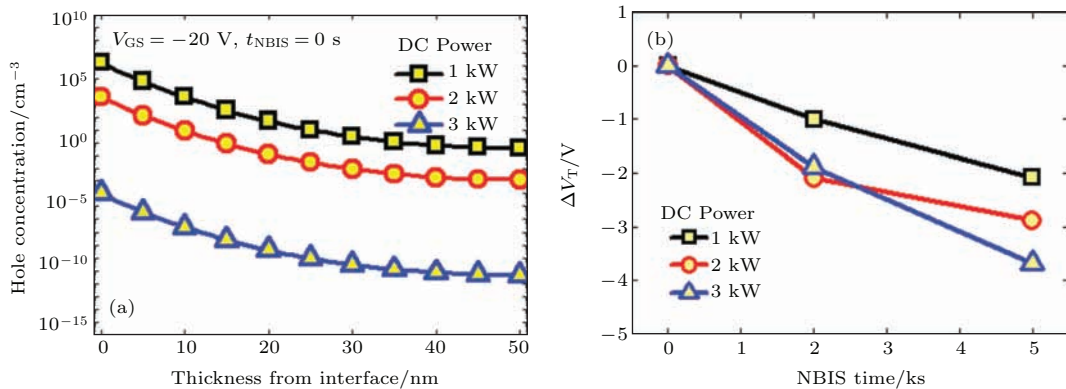 10^10
10^5
10^0
10^-5
10^-10
10^-15
Hole concentration/cm^-3
V_GS = −20 V, t_NBIS = 0 s
DC Power
1 kW
2 kW
3 kW
(a)
0 10 20 30 40 50
Thickness from interface/nm
1
0
−1
−2
−3
−4
−5
ΔV_T/V
(b)
DC Power
1 kW
2 kW
3 kW
0 1 2 3 4 5
NBIS time/ks